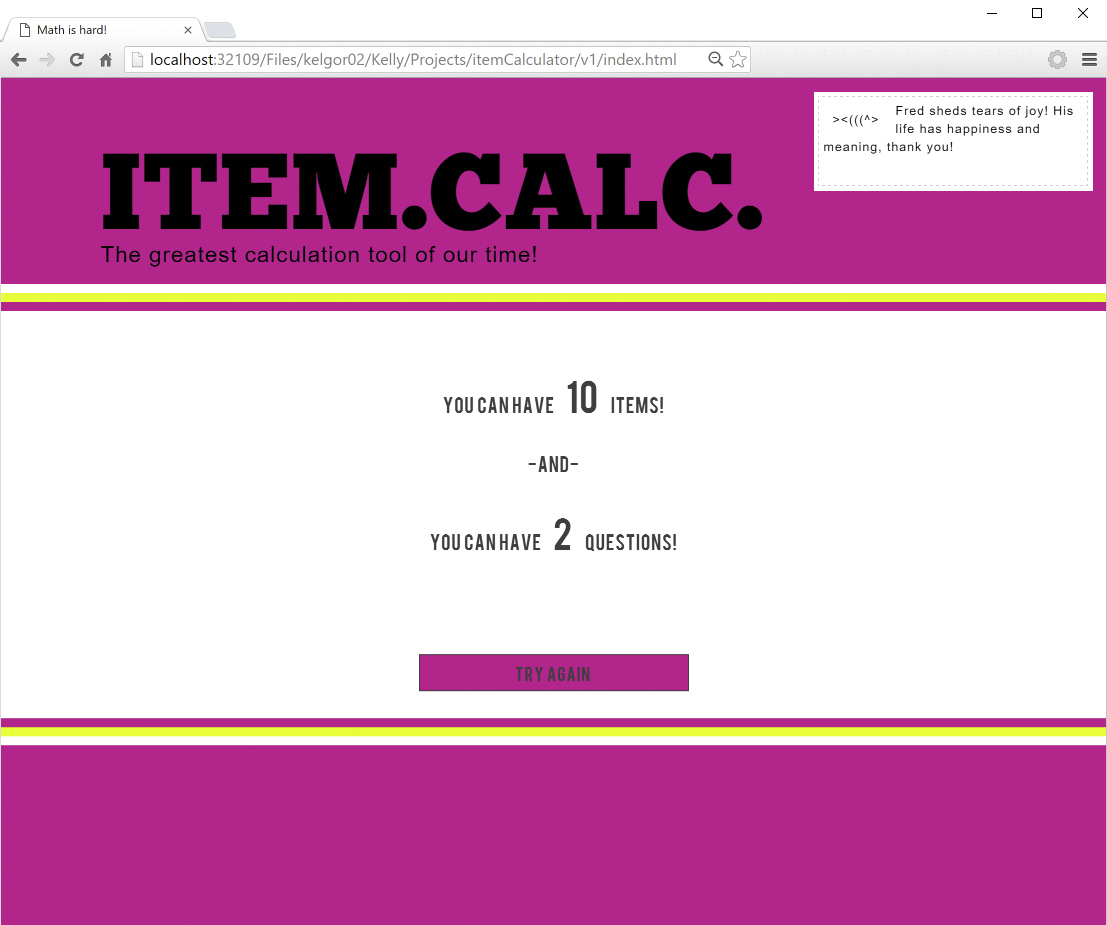 Math is hard!
localhost:32109/Files/kelgor02/Kelly/Projects/itemCalculator/v1/index.html
><(((^> Fred sheds tears of joy! His
life has happiness and
meaning, thank you!
ITEM.CALC.
The greatest calculation tool of our time!
YOU CAN HAVE 10 ITEMS!
-AND-
YOU CAN HAVE 2 QUESTIONS!
TRY AGAIN